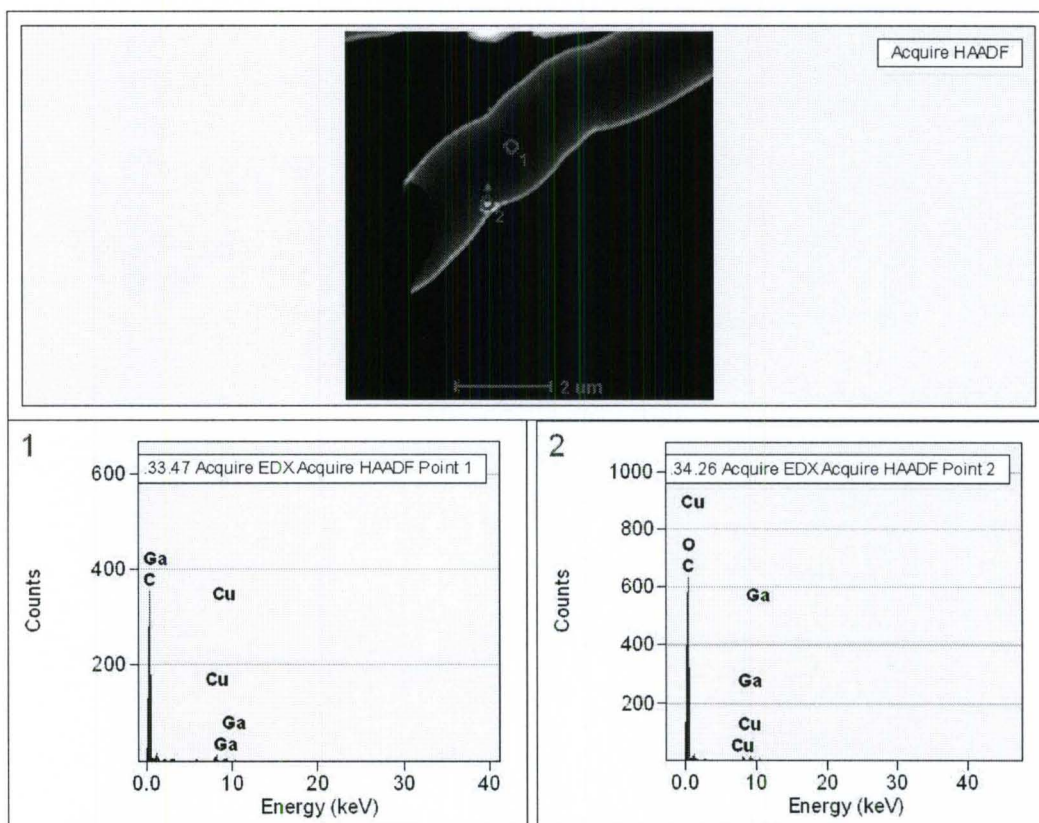 Acquire HAADF
1
2
2 um
1
.33.47 Acquire EDX Acquire HAADF Point 1
600
400
200
Counts
Ga
C
Cu
Cu
Ga
Ga
0.0
10
20
30
40
Energy (keV)
2
.34.26 Acquire EDX Acquire HAADF Point 2
1000
800
600
400
200
Counts
Cu
O
C
Ga
Ga
Cu
Cu
0.0
10
20
40
Energy (keV)